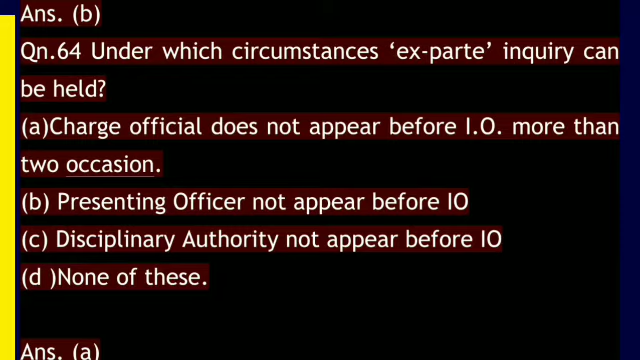 Ans. (b)
Qn.64 Under which circumstances ‘ex-parte’ inquiry can
be held?
(a)Charge official does not appear before I.O. more than
two occasion.
(b) Presenting Officer not appear before IO
(c) Disciplinary Authority not appear before IO
(d )None of these.
Ans. (a)